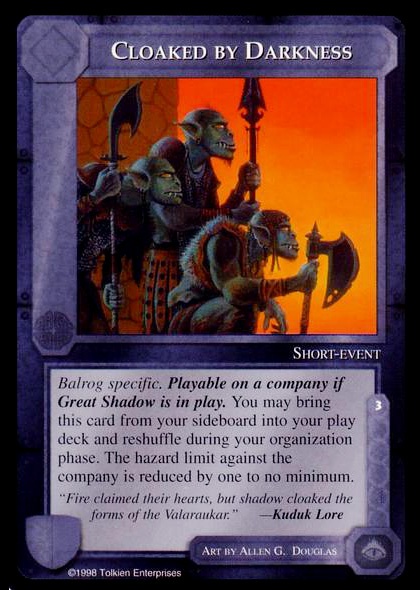 CLOAKED BY DARKNESS
SHORT-EVENT
Balrog specific. Playable on a company if
Great Shadow is in play. You may bring
this card from your sideboard into your play
deck and reshuffle during your organization
phase. The hazard limit against the
company is reduced by one to no minimum.
“Fire claimed their hearts, but shadow cloaked the
forms of the Valaraukar.” —Kuduk Lore
3
ART BY ALLEN G. DOUGLAS
©1998 Tolkien Enterprises